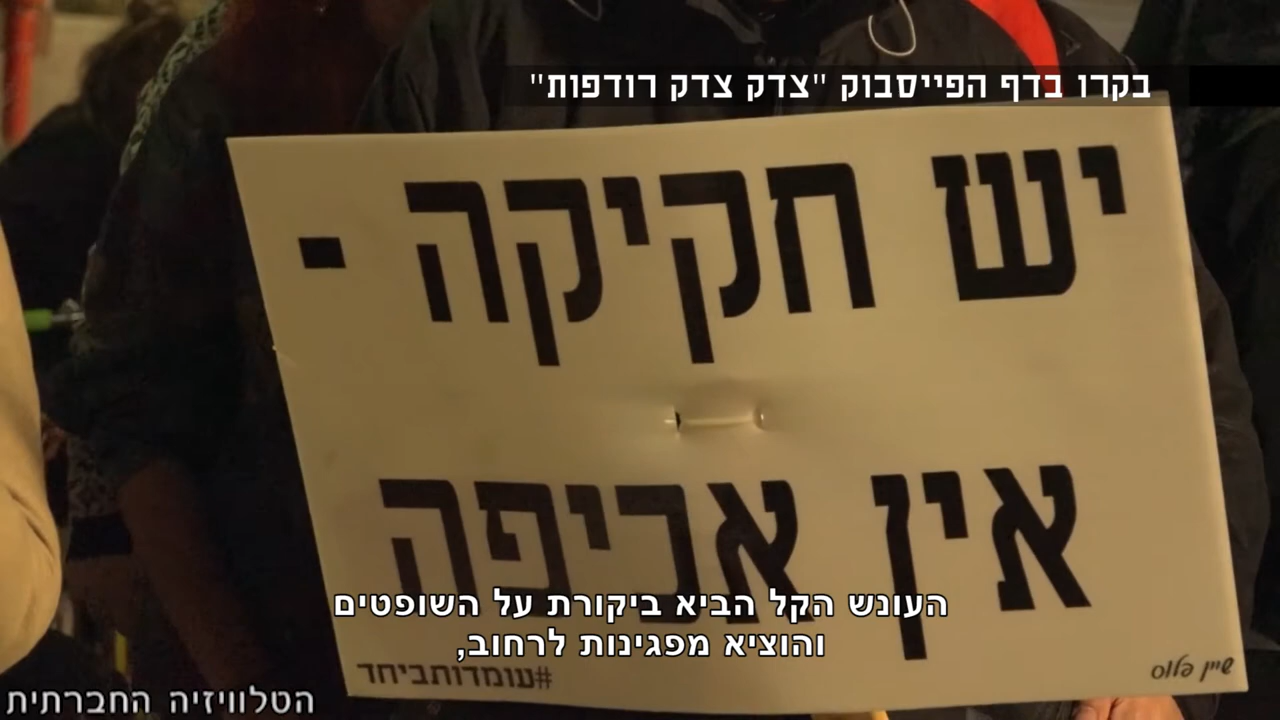 בקרו בדף הפייסבוק "צדק צדק רודפות"
יש חקיקה -
אין אכיפה
העונש הקל הביא ביקורת על השופטים
והוציא מפגינות לרחוב,
#עומדותביחד
שיין פלוס
הטלוויזיה החברתית